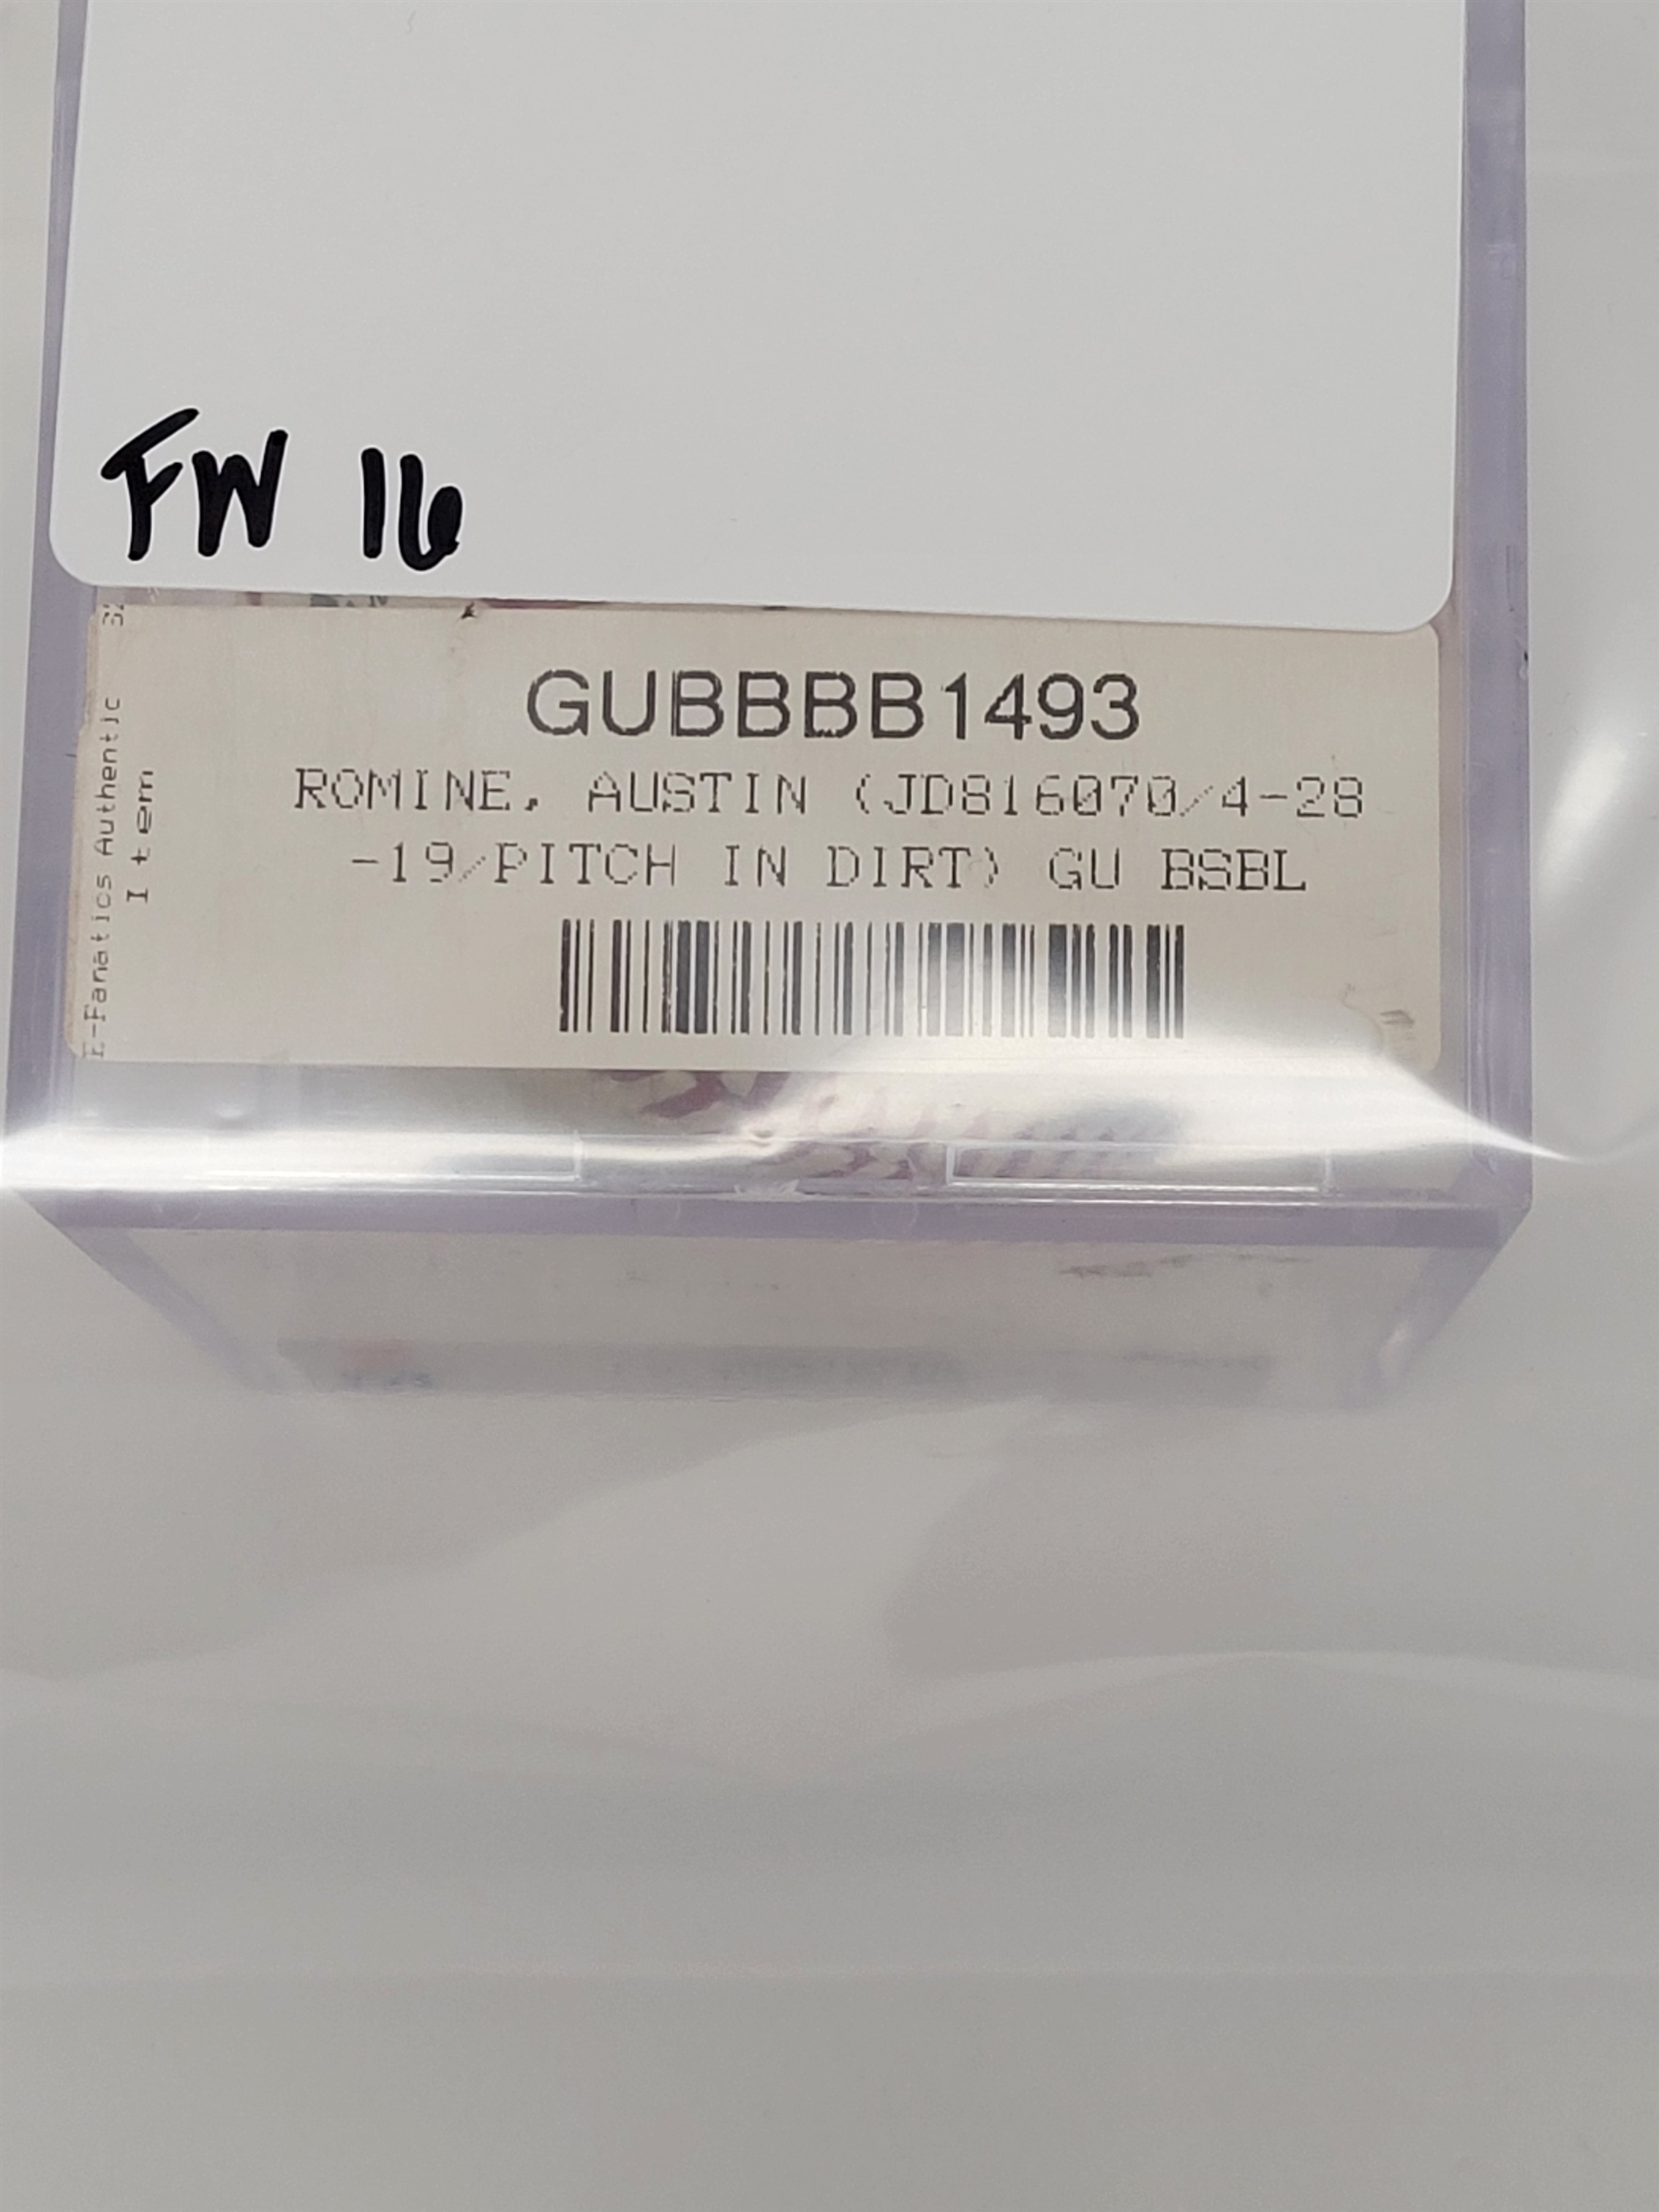 FW 16
GUBBBB1493
ROMINE, AUSTIN (JD816070/4-28
-19/PITCH IN DIRT) GU BSBL
E-Fanatics Authentic
Item